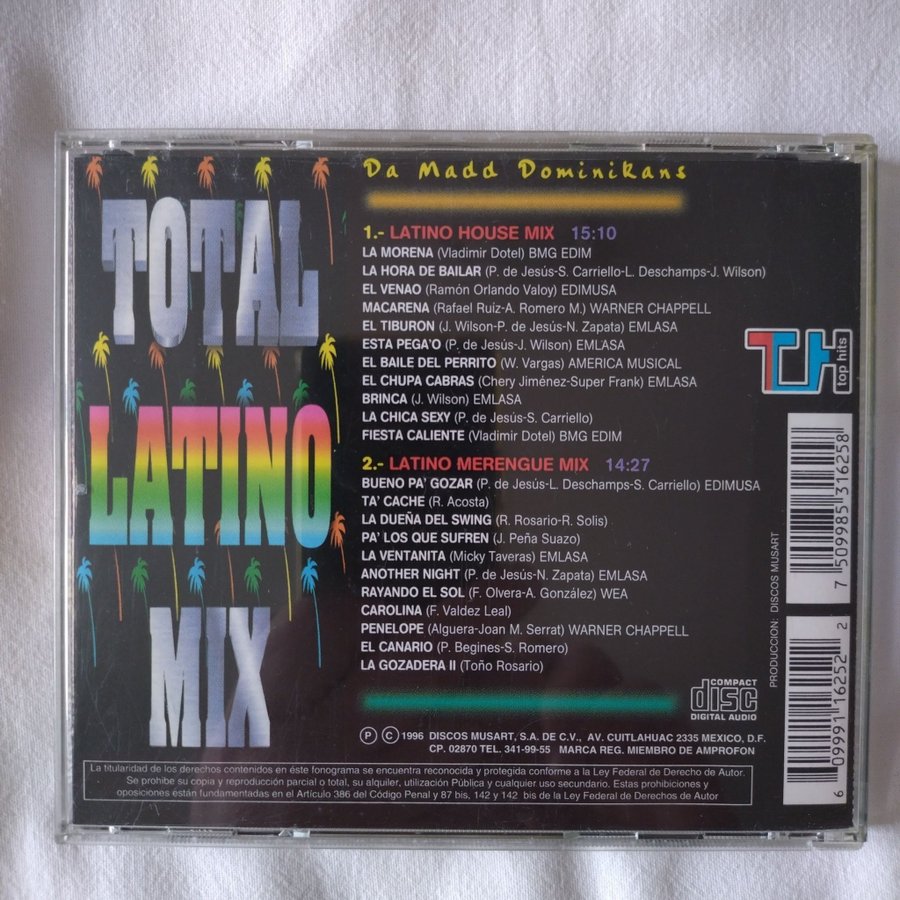 TOTAL
LATINO
MIX
Da Madd Dominikans
1.- LATINO HOUSE MIX 15:10
LA MORENA (Vladimir Dotel) BMG EDIM
LA HORA DE BAILAR (P. de Jesús-S. Carriello-L. Deschamps-J. Wilson)
EL VENAO (Ramón Orlando Valoy) EDIMUSA
MACARENA (Rafael Ruíz-A. Romero M.) WARNER CHAPPELL
EL TIBURON (J. Wilson-P. de Jesús-N. Zapata) EMLASA
ESTA PEGA'O (P. de Jesús-J. Wilson) EMLASA
EL BAILE DEL PERRITO (W. Vargas) AMERICA MUSICAL
EL CHUPA CABRAS (Chery Jiménez-Super Frank) EMLASA
BRINCA (J. Wilson) EMLASA
LA CHICA SEXY (P. de Jesús-S. Carriello)
FIESTA CALIENTE (Vladimir Dotel) BMG EDIM
2.- LATINO MERENGUE MIX 14:27
BUENO PA' GOZAR (P. de Jesús-L. Deschamps-S. Carriello) EDIMUSA
TA' CACHE (R. Acosta)
LA DUEÑA DEL SWING (R. Rosario-R. Solis)
PA' LOS QUE SUFREN (J. Peña Suazo)
LA VENTANITA (Micky Taveras) EMLASA
ANOTHER NIGHT (P. de Jesús-N. Zapata) EMLASA
RAYANDO EL SOL (F. Olvera-A. González) WEA
CAROLINA (F. Valdez Leal)
PENELOPE (Alguera-Joan M. Serrat) WARNER CHAPPELL
EL CANARIO (P. Begines-S. Romero)
LA GOZADERA II (Toño Rosario)
TH top hits
7 509985 316258
PRODUCCION: DISCOS MUSART
6 09991 16252 2
COMPACT
disc
DIGITAL AUDIO
Ⓟ Ⓒ 1996 DISCOS MUSART, S.A. DE C.V., AV. CUITLAHUAC 2335 MEXICO, D.F.
CP. 02870 TEL. 341-99-55 MARCA REG. MIEMBRO DE AMPROFON
La titularidad de los derechos contenidos en éste fonograma se encuentra reconocida y protegida conforme a la Ley Federal de Derecho de Autor.
Se prohibe su copia y reproducción parcial o total, su alquiler, utilización Pública y cualquier uso secundario. Estas prohibiciones y
oposiciones están fundamentadas en el Artículo 386 del Código Penal y 87 bis, 142 y 142 bis de la Ley Federal de Derechos de Autor